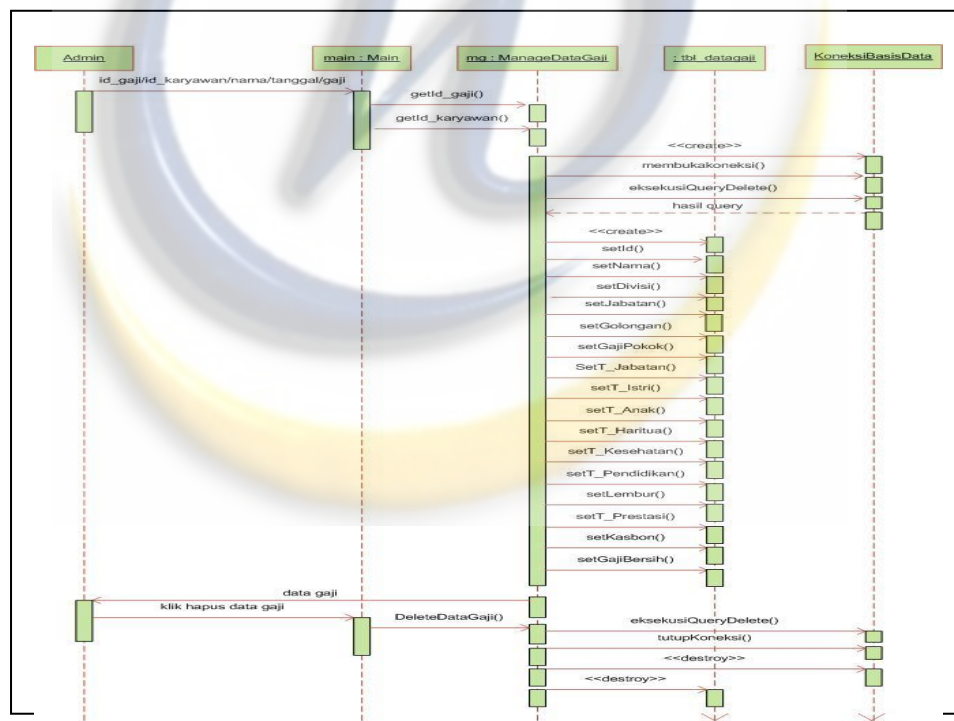 Admin
main : Main
mg : ManageDataGaji
: tbl_datagaji
KoneksiBasisData
id_gaji/id_karyawan/nama/tanggal/gaji
getId_gaji()
getId_karyawan()
<<create>>
membukakoneksi()
eksekusiQueryDelete()
hasil query
<<create>>
setId()
setNama()
setDivisi()
setJabatan()
setGolongan()
setGajiPokok()
SetT_Jabatan()
setT_Istri()
setT_Anak()
setT_Haritua()
setT_Kesehatan()
setT_Pendidikan()
setLembur()
setT_Prestasi()
setKasbon()
setGajiBersih()
data gaji
klik hapus data gaji
DeleteDataGaji()
eksekusiQueryDelete()
tutupKoneksi()
<<destroy>>
<<destroy>>